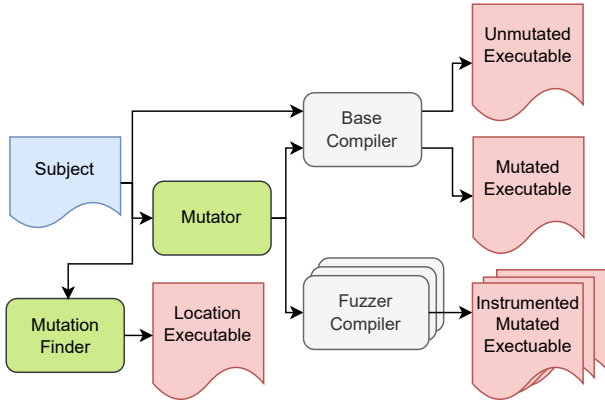 Unmutated
Executable
Base
Compiler
Subject
Mutated
Executable
Mutator
Mutation
Finder
Location
Executable
Fuzzer
Compiler
Instrumented
Mutated
Exectuable